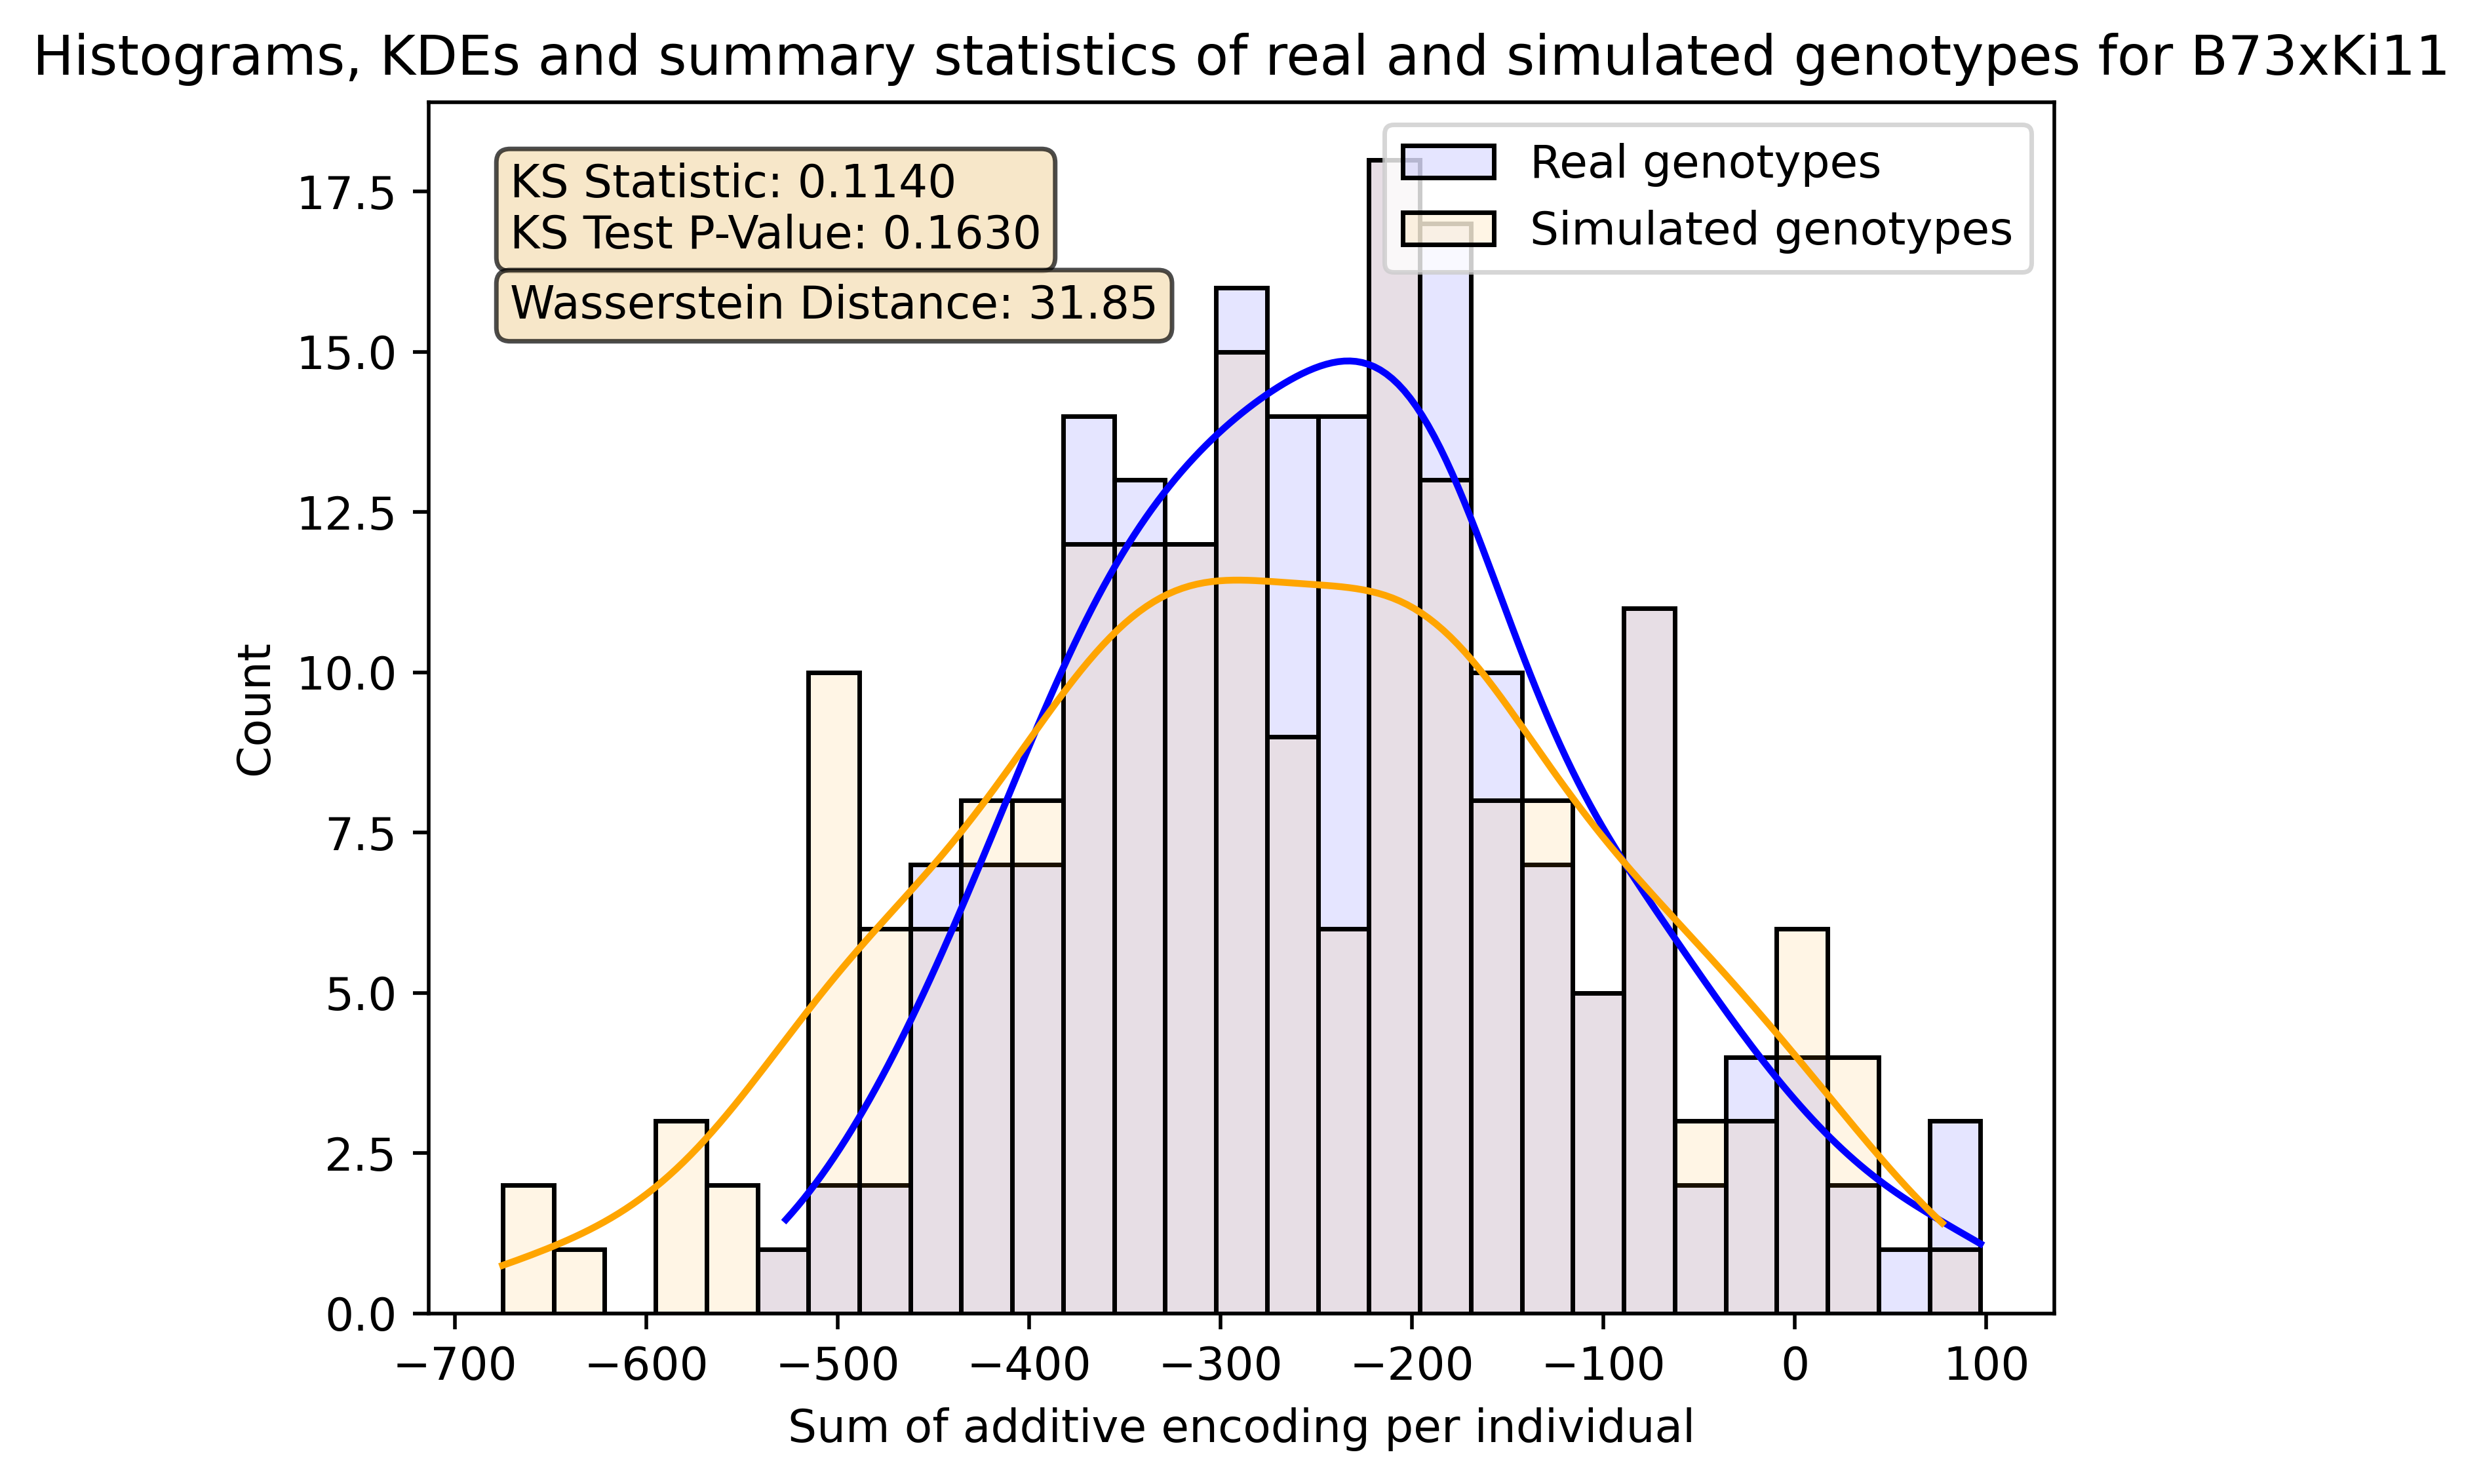 Histograms, KDEs and summary statistics of real and simulated genotypes for B73xKi11
KS Statistic: 0.1140
KS Test P-Value: 0.1630
Wasserstein Distance: 31.85
Real genotypes
Simulated genotypes
Count
17.5
15.0
12.5
10.0
7.5
5.0
2.5
0.0
−700 −600 −500 −400 −300 −200 −100 0 100
Sum of additive encoding per individual